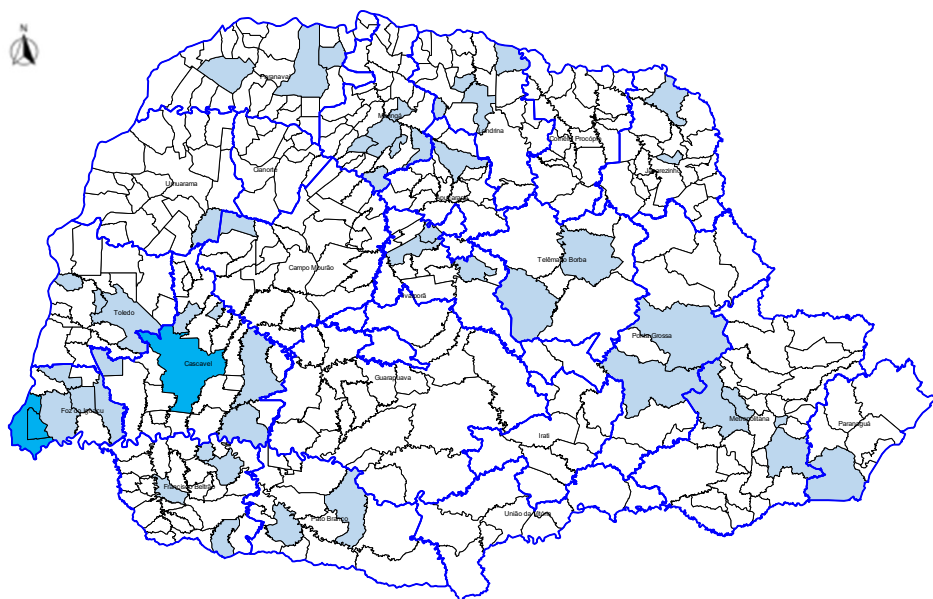 N
Paranavaí
Maringá
Londrina
Cornélio Procópio
Jacarezinho
Umuarama
Cianorte
Apucarana
Telêmaco Borba
Campo Mourão
Ivaiporã
Toledo
Ponta Grossa
Cascavel
Guarapuava
Foz do Iguaçu
Metropolitana
Paranaguá
Irati
Francisco Beltrão
Pato Branco
União da Vitória